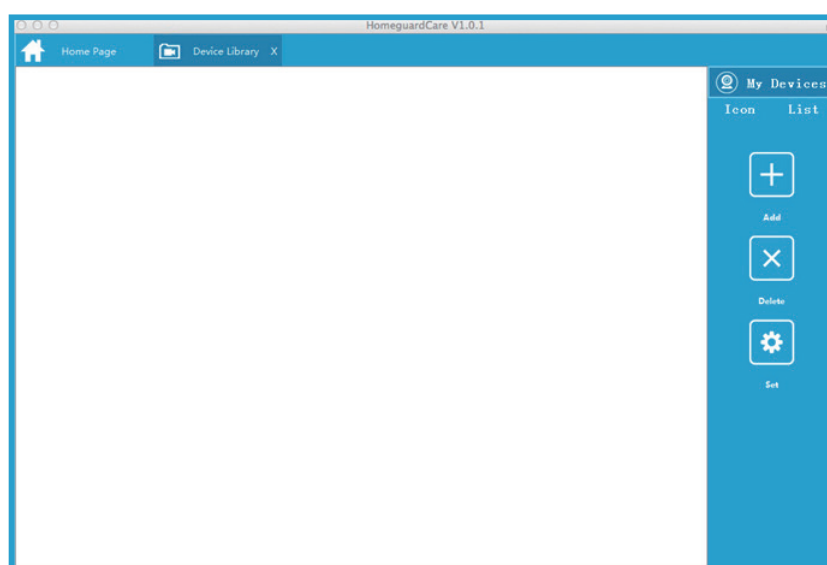 HomeguardCare V1.0.1
Home Page Device Library X
My Devices
Icon List
Add
Delete
Set